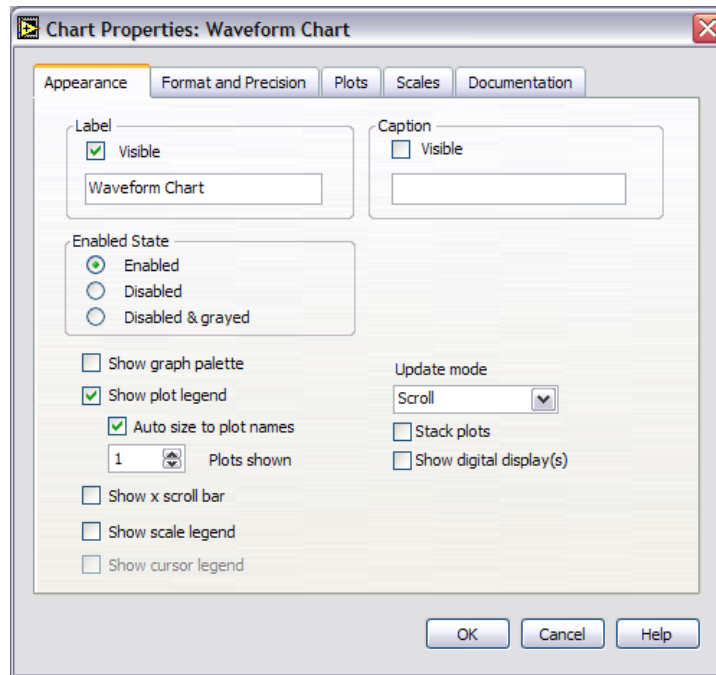 Chart Properties: Waveform Chart
Appearance Format and Precision Plots Scales Documentation
Label
Visible
Waveform Chart
Caption
Visible
Enabled State
Enabled
Disabled
Disabled & grayed
Show graph palette
Show plot legend
Auto size to plot names
1 Plots shown
Show x scroll bar
Show scale legend
Show cursor legend
Update mode
Scroll
Stack plots
Show digital display(s)
OK Cancel Help